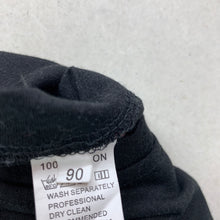 100 ON
90
WASH SEPARATELY
PROFESSIONAL
DRY CLEAN